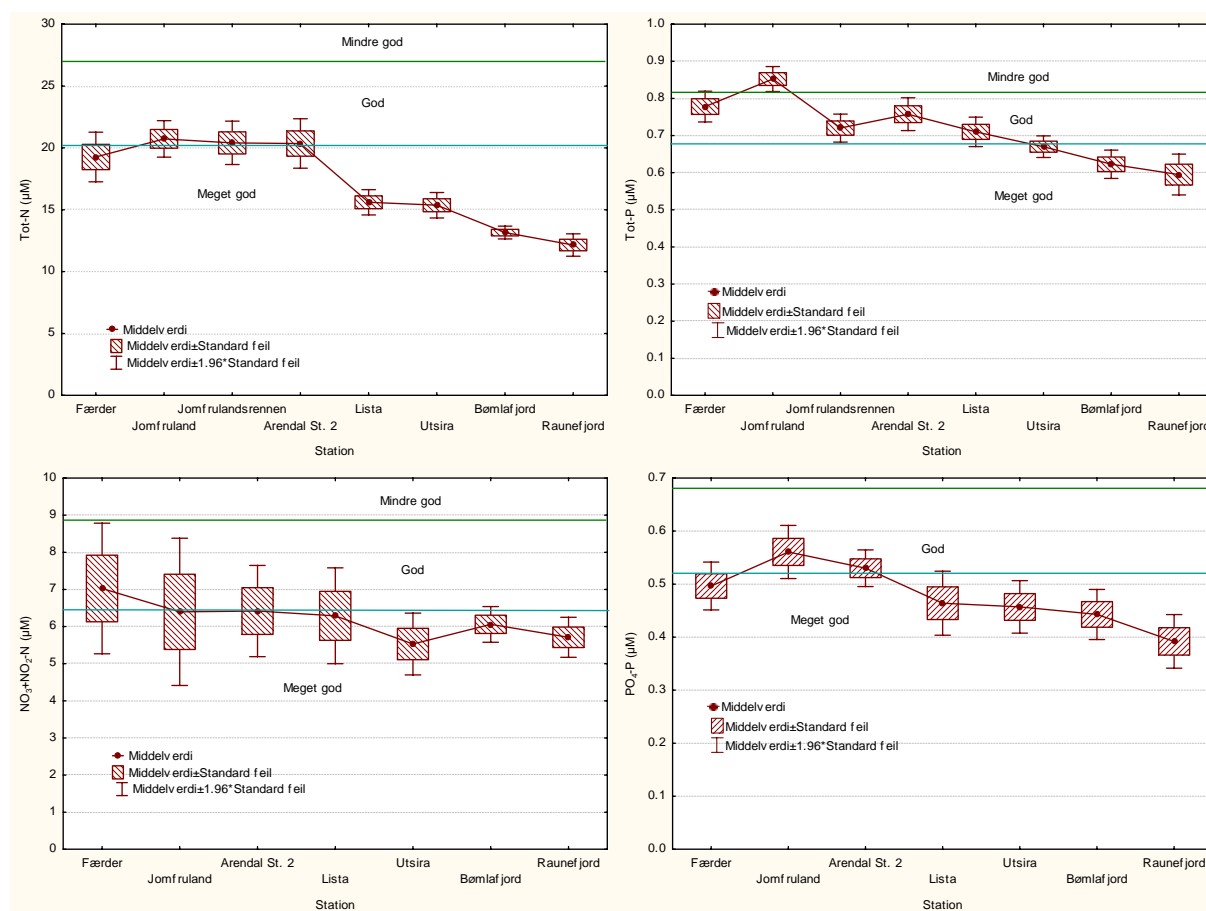 30
25
20
15
10
5
0
Tot-N (µM)
Mindre god
God
Meget god
Middelverdi
Middelverdi±Standard feil
Middelverdi±1.96*Standard feil
Færder Jomfrulandsrennen Lista Bømlafjord
Jomfruland Arendal St. 2 Utsira Raunefjord
Station
1.0
0.9
0.8
0.7
0.6
0.5
0.4
0.3
0.2
0.1
0.0
Tot-P (µM)
Mindre god
God
Meget god
Middelverdi
Middelverdi±Standard feil
Middelverdi±1.96*Standard feil
Færder Jomfrulandsrennen Lista Bømlafjord
Jomfruland Arendal St. 2 Utsira Raunefjord
Station
10
9
8
7
6
5
4
3
2
1
0
NO₃+NO₂-N (µM)
Mindre god
God
Meget god
Middelverdi
Middelverdi±Standard feil
Middelverdi±1.96*Standard feil
Færder Arendal St. 2 Utsira Raunefjord
Jomfruland Lista Bømlafjord
Station
0.7
0.6
0.5
0.4
0.3
0.2
0.1
0.0
PO₄-P (µM)
God
Meget god
Middelverdi
Middelverdi±Standard feil
Middelverdi±1.96*Standard feil
Færder Arendal St. 2 Utsira Raunefjord
Jomfruland Lista Bømlafjord
Station